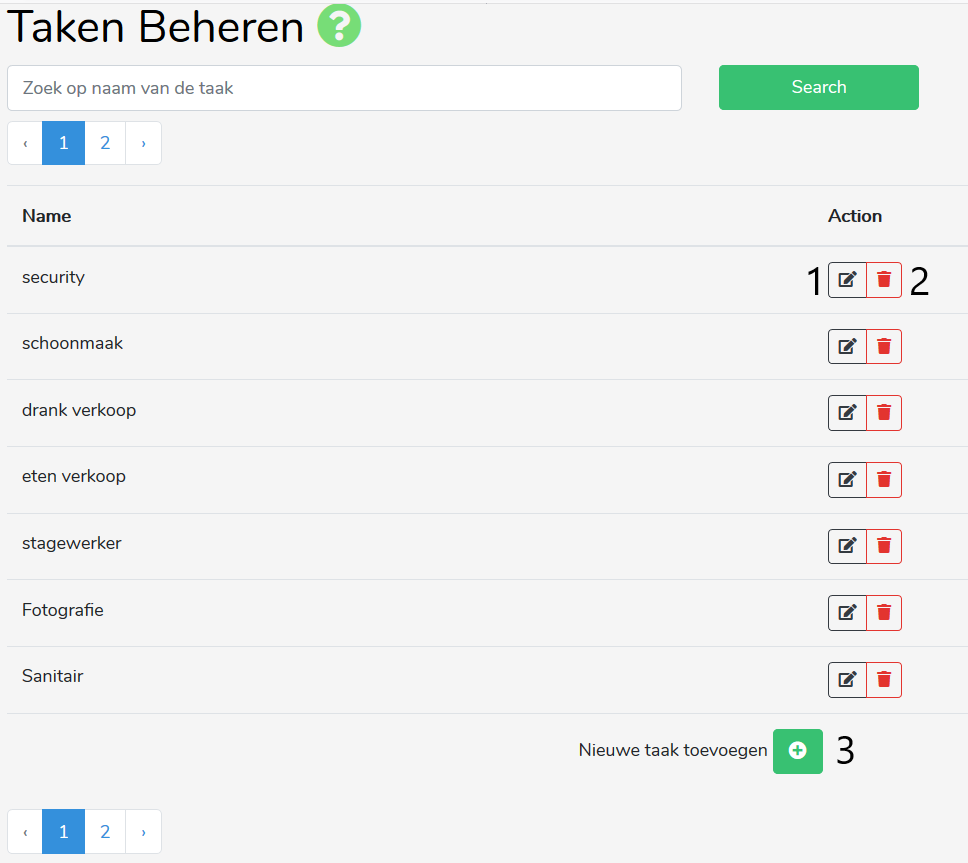 Taken Beheren ?
Zoek op naam van de taak Search
‹ 1 2 ›
Name Action
security 1 2
schoonmaak
drank verkoop
eten verkoop
stagewerker
Fotografie
Sanitair
Nieuwe taak toevoegen 3
‹ 1 2 ›